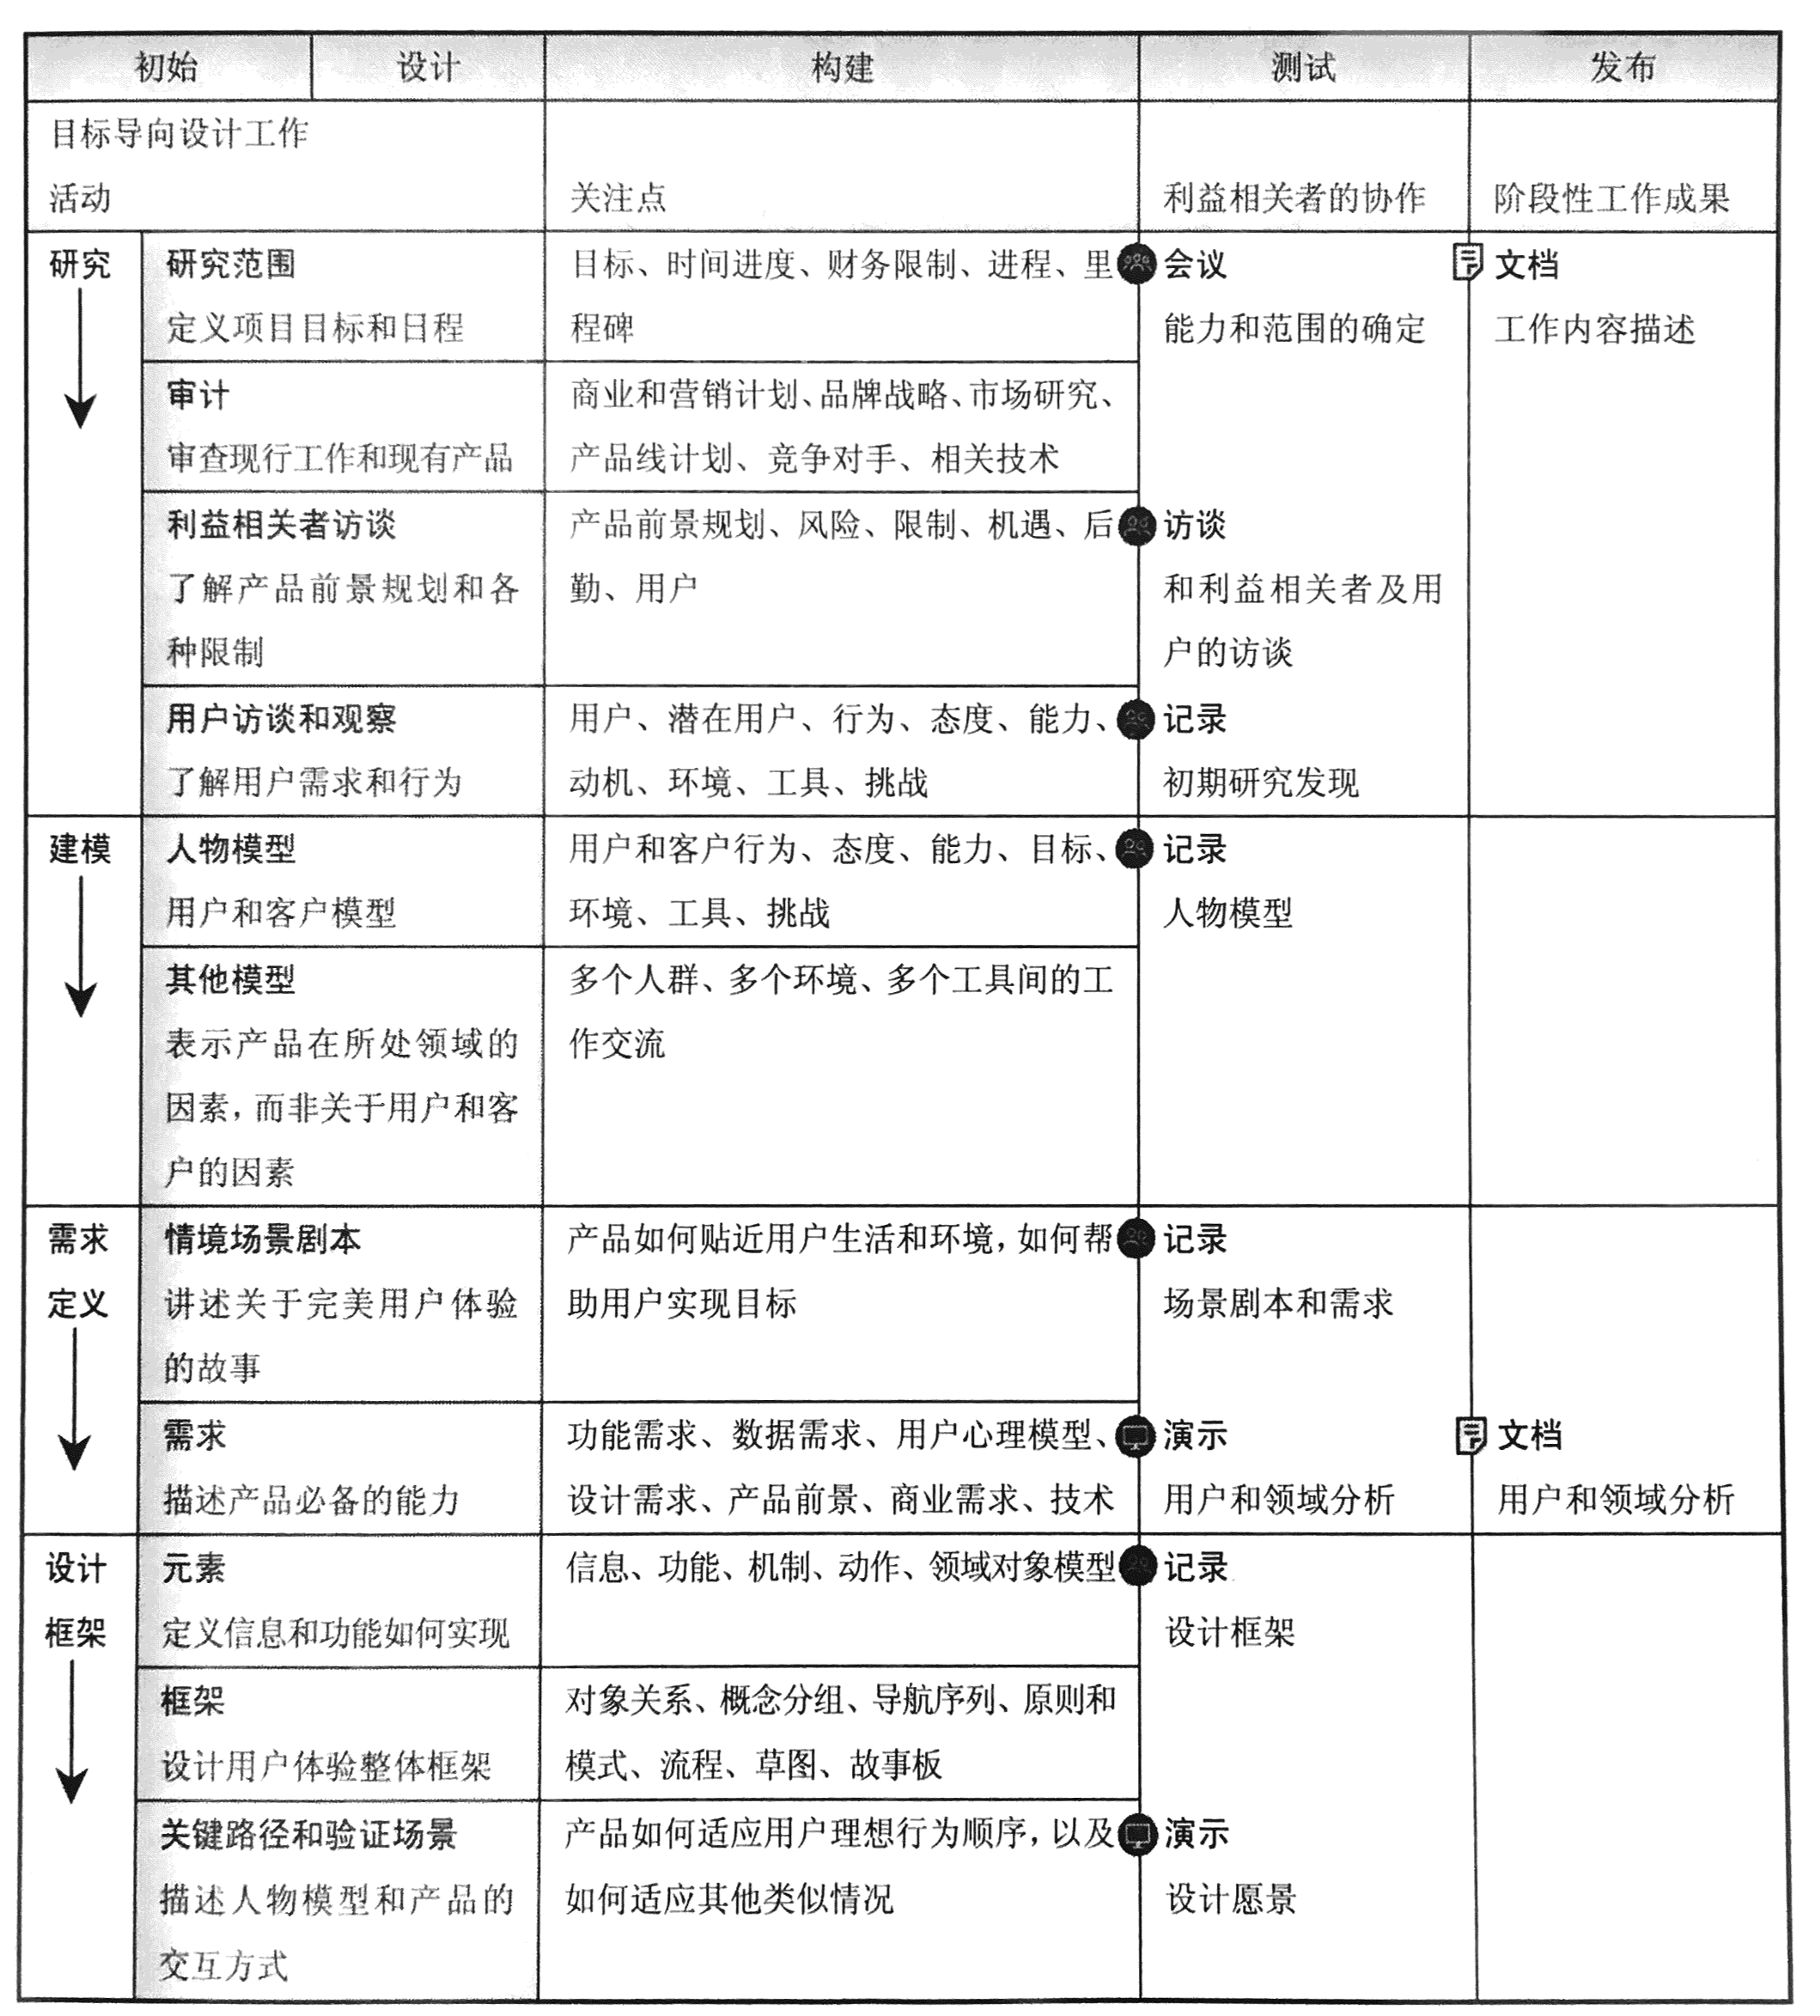 初始 设计 构建 测试 发布
目标导向设计工作
活动 关注点 利益相关者的协作 阶段性工作成果
研究 研究范围 目标、时间进度、财务限制、进程、里 会议 文档
定义项目目标和日程 程碑 能力和范围的确定 工作内容描述
审计 商业和营销计划、品牌战略、市场研究、
审查现行工作和现有产品 产品线计划、竞争对手、相关技术
利益相关者访谈 产品前景规划、风险、限制、机遇、后 访谈
了解产品前景规划和各 勤、用户 和利益相关者及用
种限制 户的访谈
用户访谈和观察 用户、潜在用户、行为、态度、能力、 记录
了解用户需求和行为 动机、环境、工具、挑战 初期研究发现
建模 人物模型 用户和客户行为、态度、能力、目标、 记录
用户和客户模型 环境、工具、挑战 人物模型
其他模型 多个人群、多个环境、多个工具间的工
表示产品在所处领域的 作交流
因素，而非关于用户和客
户的因素
需求 情境场景剧本 产品如何贴近用户生活和环境，如何帮 记录
定义 讲述关于完美用户体验 助用户实现目标 场景剧本和需求
的故事
需求 功能需求、数据需求、用户心理模型、 演示 文档
描述产品必备的能力 设计需求、产品前景、商业需求、技术 用户和领域分析 用户和领域分析
设计 元素 信息、功能、机制、动作、领域对象模型 记录
框架 定义信息和功能如何实现 设计框架
框架 对象关系、概念分组、导航序列、原则和
设计用户体验整体框架 模式、流程、草图、故事板
关键路径和验证场景 产品如何适应用户理想行为顺序，以及 演示
描述人物模型和产品的 如何适应其他类似情况 设计愿景
交互方式